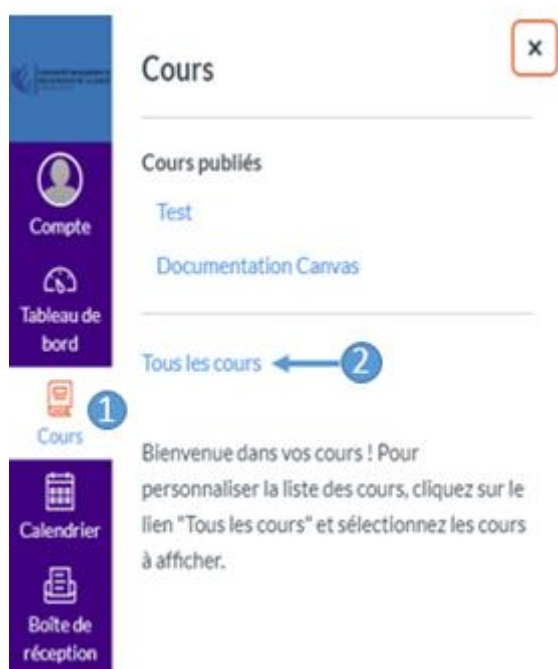 Compte
Tableau de
bord
1
Cours
Calendrier
Boîte de
réception
Cours
x
Cours publiés
Test
Documentation Canvas
Tous les cours
2
Bienvenue dans vos cours ! Pour
personnaliser la liste des cours, cliquez sur le
lien "Tous les cours" et sélectionnez les cours
à afficher.